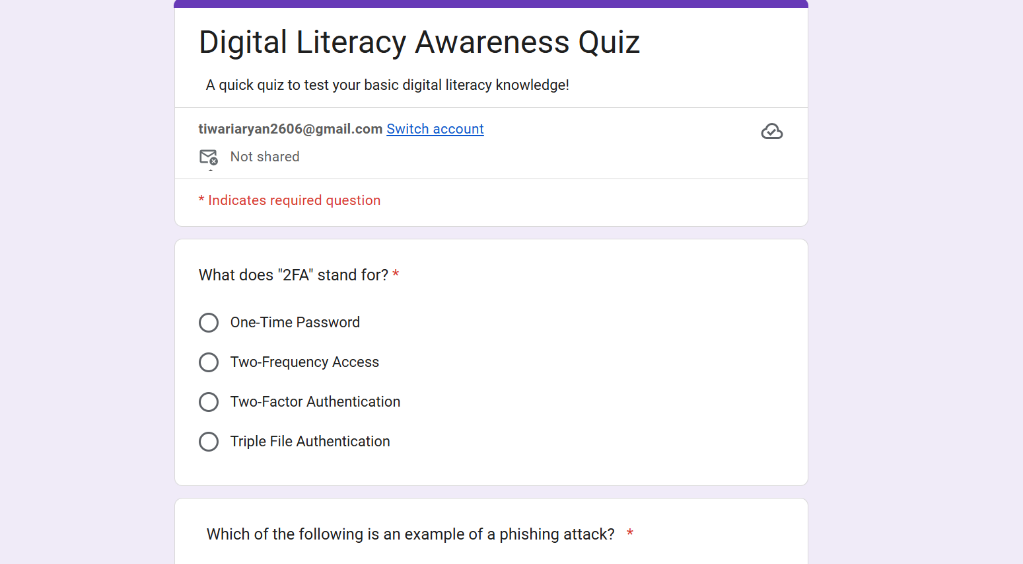 Digital Literacy Awareness Quiz
A quick quiz to test your basic digital literacy knowledge!
tiwariaryan2606@gmail.com Switch account
Not shared
* Indicates required question
What does "2FA" stand for? *
One-Time Password
Two-Frequency Access
Two-Factor Authentication
Triple File Authentication
Which of the following is an example of a phishing attack? *